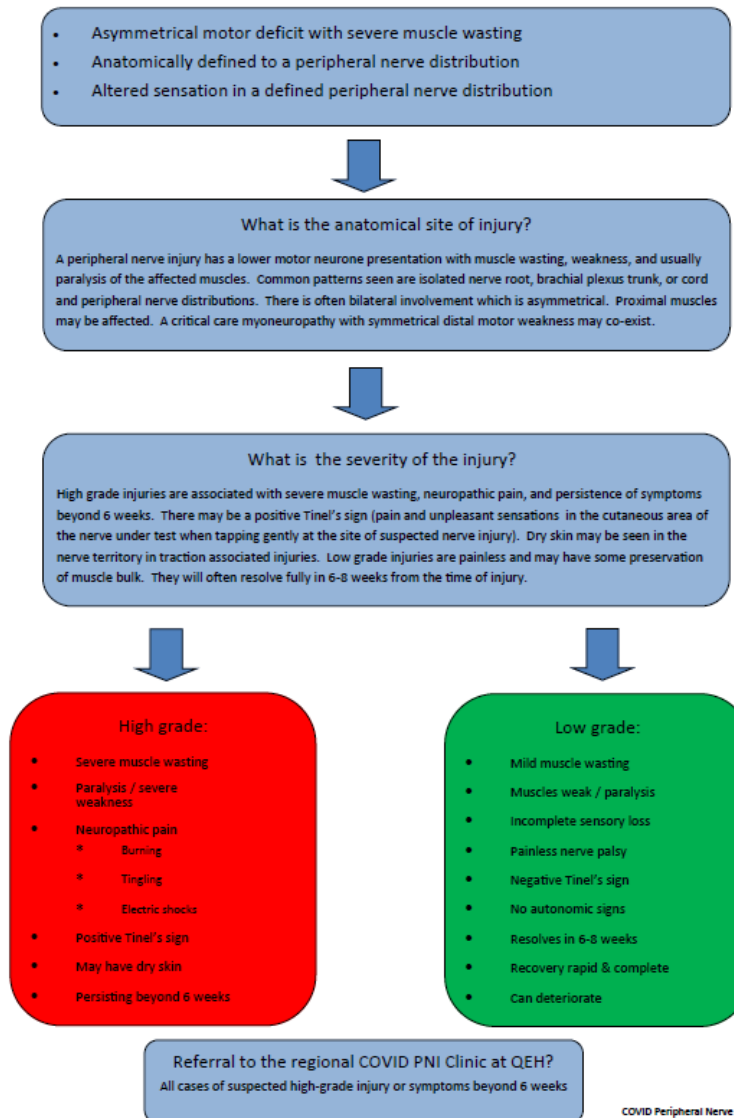 • Asymmetrical motor deficit with severe muscle wasting
• Anatomically defined to a peripheral nerve distribution
• Altered sensation in a defined peripheral nerve distribution
What is the anatomical site of injury?
A peripheral nerve injury has a lower motor neurone presentation with muscle wasting, weakness, and usually
paralysis of the affected muscles. Common patterns seen are isolated nerve root, brachial plexus trunk, or cord
and peripheral nerve distributions. There is often bilateral involvement which is asymmetrical. Proximal muscles
may be affected. A critical care myoneuropathy with symmetrical distal motor weakness may co-exist.
What is the severity of the injury?
High grade injuries are associated with severe muscle wasting, neuropathic pain, and persistence of symptoms
beyond 6 weeks. There may be a positive Tinel's sign (pain and unpleasant sensations in the cutaneous area of
the nerve under test when tapping gently at the site of suspected nerve injury). Dry skin may be seen in the
nerve territory in traction associated injuries. Low grade injuries are painless and may have some preservation
of muscle bulk. They will often resolve fully in 6-8 weeks from the time of injury.
High grade:
• Severe muscle wasting
• Paralysis / severe
weakness
• Neuropathic pain
* Burning
* Tingling
* Electric shocks
• Positive Tinel's sign
• May have dry skin
• Persisting beyond 6 weeks
Low grade:
• Mild muscle wasting
• Muscles weak / paralysis
• Incomplete sensory loss
• Painless nerve palsy
• Negative Tinel's sign
• No autonomic signs
• Resolves in 6-8 weeks
• Recovery rapid & complete
• Can deteriorate
Referral to the regional COVID PNI Clinic at QEH?
All cases of suspected high-grade injury or symptoms beyond 6 weeks
COVID Peripheral Nerve